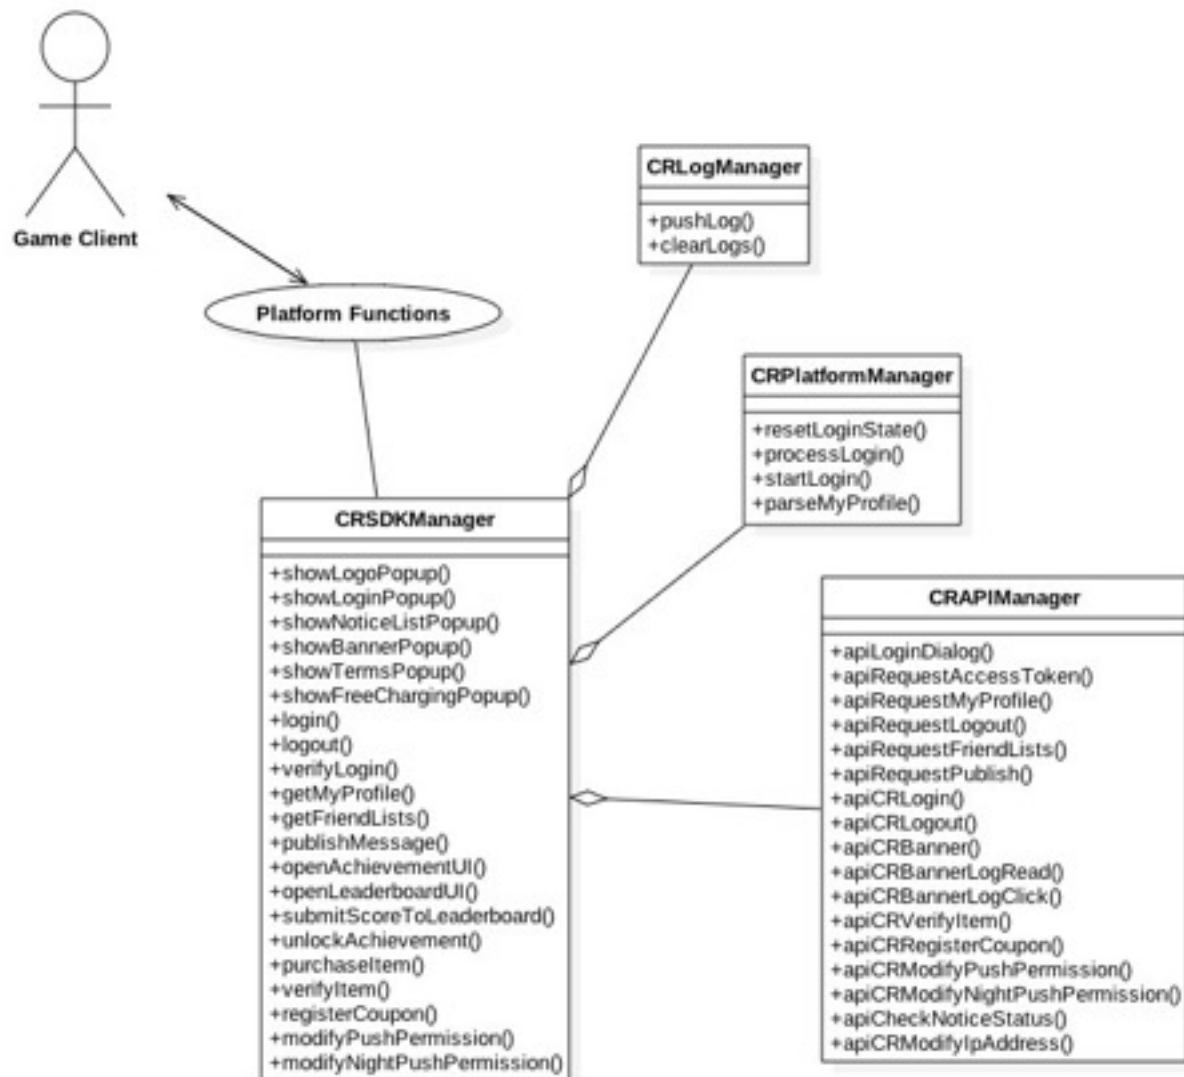 Game Client
Platform Functions
CRLogManager
+pushLog()
+clearLogs()
CRPlatformManager
+resetLoginState()
+processLogin()
+startLogin()
+parseMyProfile()
CRSDKManager
+showLogoPopup()
+showLoginPopup()
+showNoticeListPopup()
+showBannerPopup()
+showTermsPopup()
+showFreeChargingPopup()
+login()
+logout()
+verifyLogin()
+getMyProfile()
+getFriendLists()
+publishMessage()
+openAchievementUI()
+openLeaderboardUI()
+submitScoreToLeaderboard()
+unlockAchievement()
+purchaseItem()
+verifyItem()
+registerCoupon()
+modifyPushPermission()
+modifyNightPushPermission()
CRAPIManager
+apiLoginDialog()
+apiRequestAccessToken()
+apiRequestMyProfile()
+apiRequestLogout()
+apiRequestFriendLists()
+apiRequestPublish()
+apiCRLogin()
+apiCRLogout()
+apiCRBanner()
+apiCRBannerLogRead()
+apiCRBannerLogClick()
+apiCRVerifyItem()
+apiCRRegisterCoupon()
+apiCRModifyPushPermission()
+apiCRModifyNightPushPermission()
+apiCheckNoticeStatus()
+apiCRModifyIpAddress()